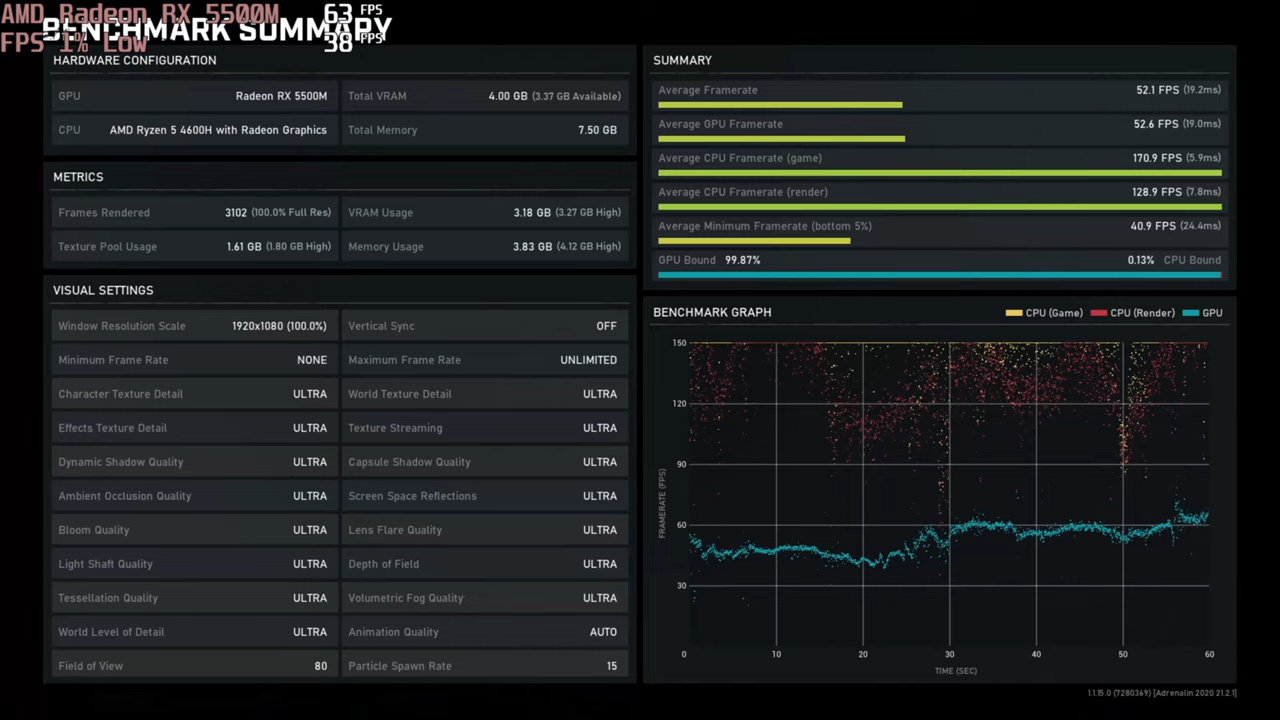 AMD Radeon RX 5500M 63 FPS
FPS 1% Low 38 FPS
BENCHMARK SUMMARY
HARDWARE CONFIGURATION
GPU Radeon RX 5500M Total VRAM 4.00 GB (3.37 GB Available)
CPU AMD Ryzen 5 4600H with Radeon Graphics Total Memory 7.50 GB
METRICS
Frames Rendered 3102 (100.0% Full Res) VRAM Usage 3.18 GB (3.27 GB High)
Texture Pool Usage 1.61 GB (1.80 GB High) Memory Usage 3.83 GB (4.12 GB High)
VISUAL SETTINGS
Window Resolution Scale 1920x1080 (100.0%) Vertical Sync OFF
Minimum Frame Rate NONE Maximum Frame Rate UNLIMITED
Character Texture Detail ULTRA World Texture Detail ULTRA
Effects Texture Detail ULTRA Texture Streaming ULTRA
Dynamic Shadow Quality ULTRA Capsule Shadow Quality ULTRA
Ambient Occlusion Quality ULTRA Screen Space Reflections ULTRA
Bloom Quality ULTRA Lens Flare Quality ULTRA
Light Shaft Quality ULTRA Depth of Field ULTRA
Tessellation Quality ULTRA Volumetric Fog Quality ULTRA
World Level of Detail ULTRA Animation Quality AUTO
Field of View 80 Particle Spawn Rate 15
SUMMARY
Average Framerate 52.1 FPS (19.2ms)
Average GPU Framerate 52.6 FPS (19.0ms)
Average CPU Framerate (game) 170.9 FPS (5.9ms)
Average CPU Framerate (render) 128.9 FPS (7.8ms)
Average Minimum Framerate (bottom 5%) 40.9 FPS (24.4ms)
GPU Bound 99.87% 0.13% CPU Bound
BENCHMARK GRAPH CPU (Game) CPU (Render) GPU
150
120
90
60
30
FRAMERATE (FPS)
0 10 20 30 40 50 60
TIME (SEC)
1.1.15.0 (7280369) [Adrenalin 2020 21.2.1]